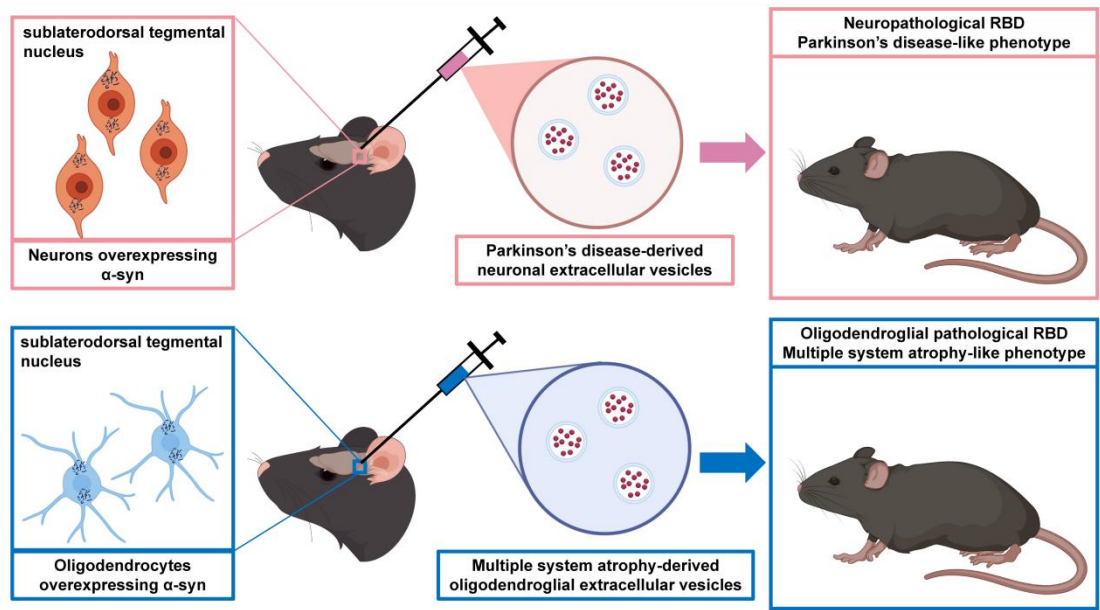 sublaterodorsal tegmental
nucleus
Neurons overexpressing
α-syn
Parkinson's disease-derived
neuronal extracellular vesicles
Neuropathological RBD
Parkinson's disease-like phenotype
sublaterodorsal tegmental
nucleus
Oligodendrocytes
overexpressing α-syn
Multiple system atrophy-derived
oligodendroglial extracellular vesicles
Oligodendroglial pathological RBD
Multiple system atrophy-like phenotype